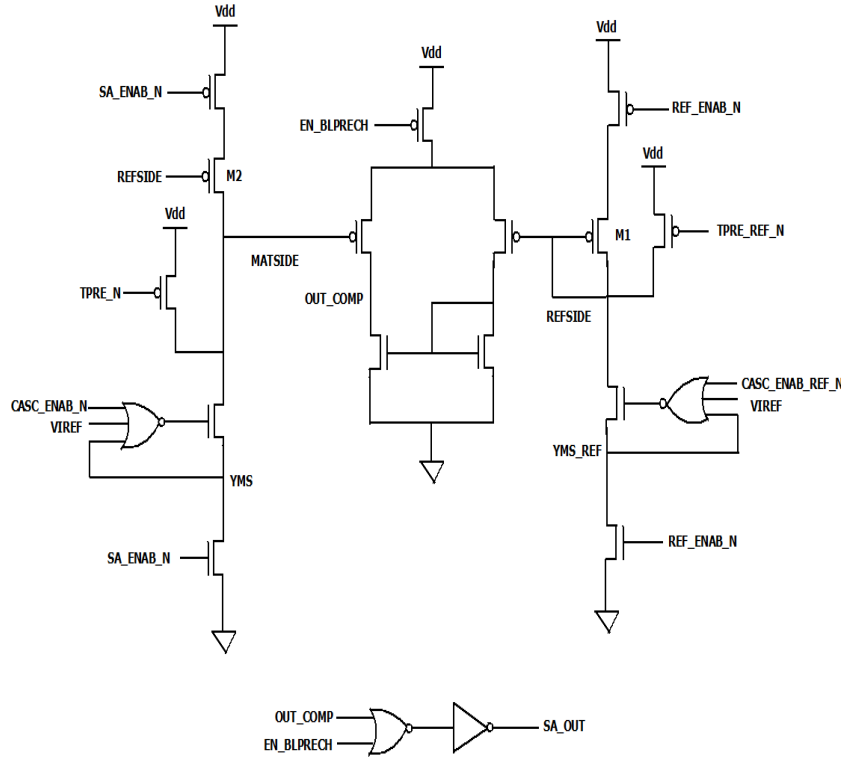 Vdd
Vdd
Vdd
SA_ENAB_N
REF_ENAB_N
EN_BLPRECH
Vdd
REFSIDE
M2
Vdd
M1
TPRE_REF_N
MATSIDE
TPRE_N
OUT_COMP
REFSIDE
CASC_ENAB_REF_N
CASC_ENAB_N
VIREF
VIREF
YMS_REF
YMS
REF_ENAB_N
SA_ENAB_N
OUT_COMP
SA_OUT
EN_BLPRECH